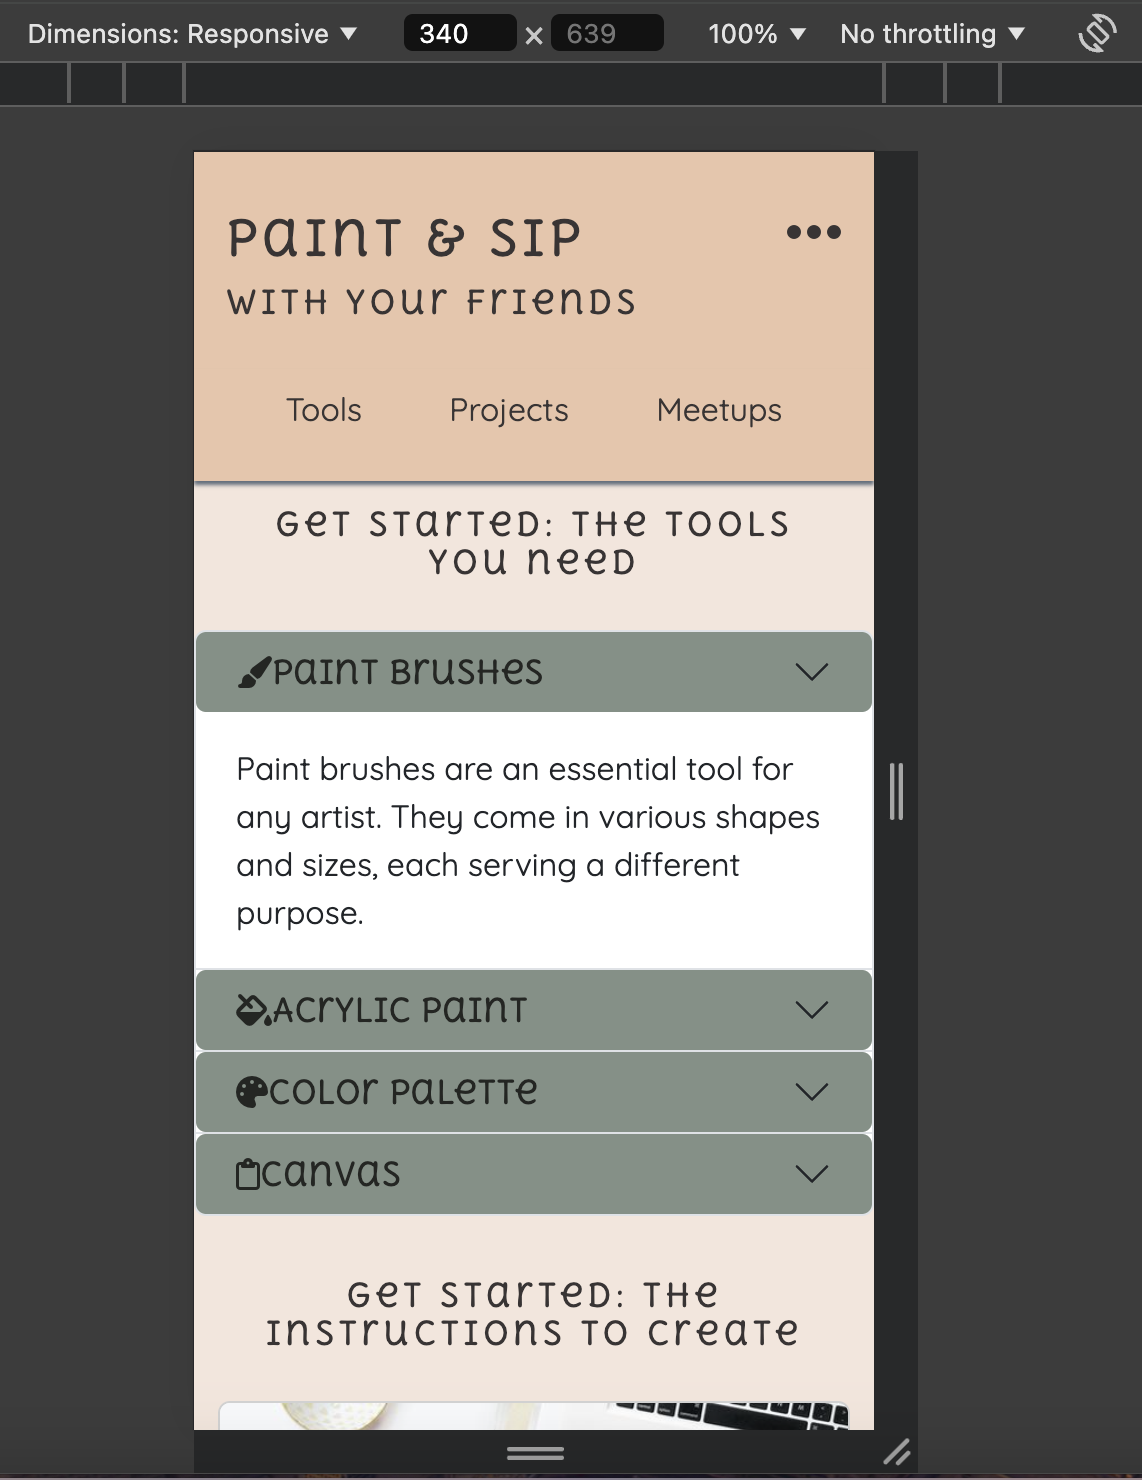 Dimensions: Responsive ▼ 340 × 639 100% ▼ No throttling ▼
PAINT & SIP
WITH YOUR FRIENDS
Tools Projects Meetups
GET STARTED: THE TOOLS
YOU NEED
PAINT BRUSHES
Paint brushes are an essential tool for
any artist. They come in various shapes
and sizes, each serving a different
purpose.
ACRYLIC PAINT
COLOR PALETTE
CANVAS
GET STARTED: THE
INSTRUCTIONS TO CREATE